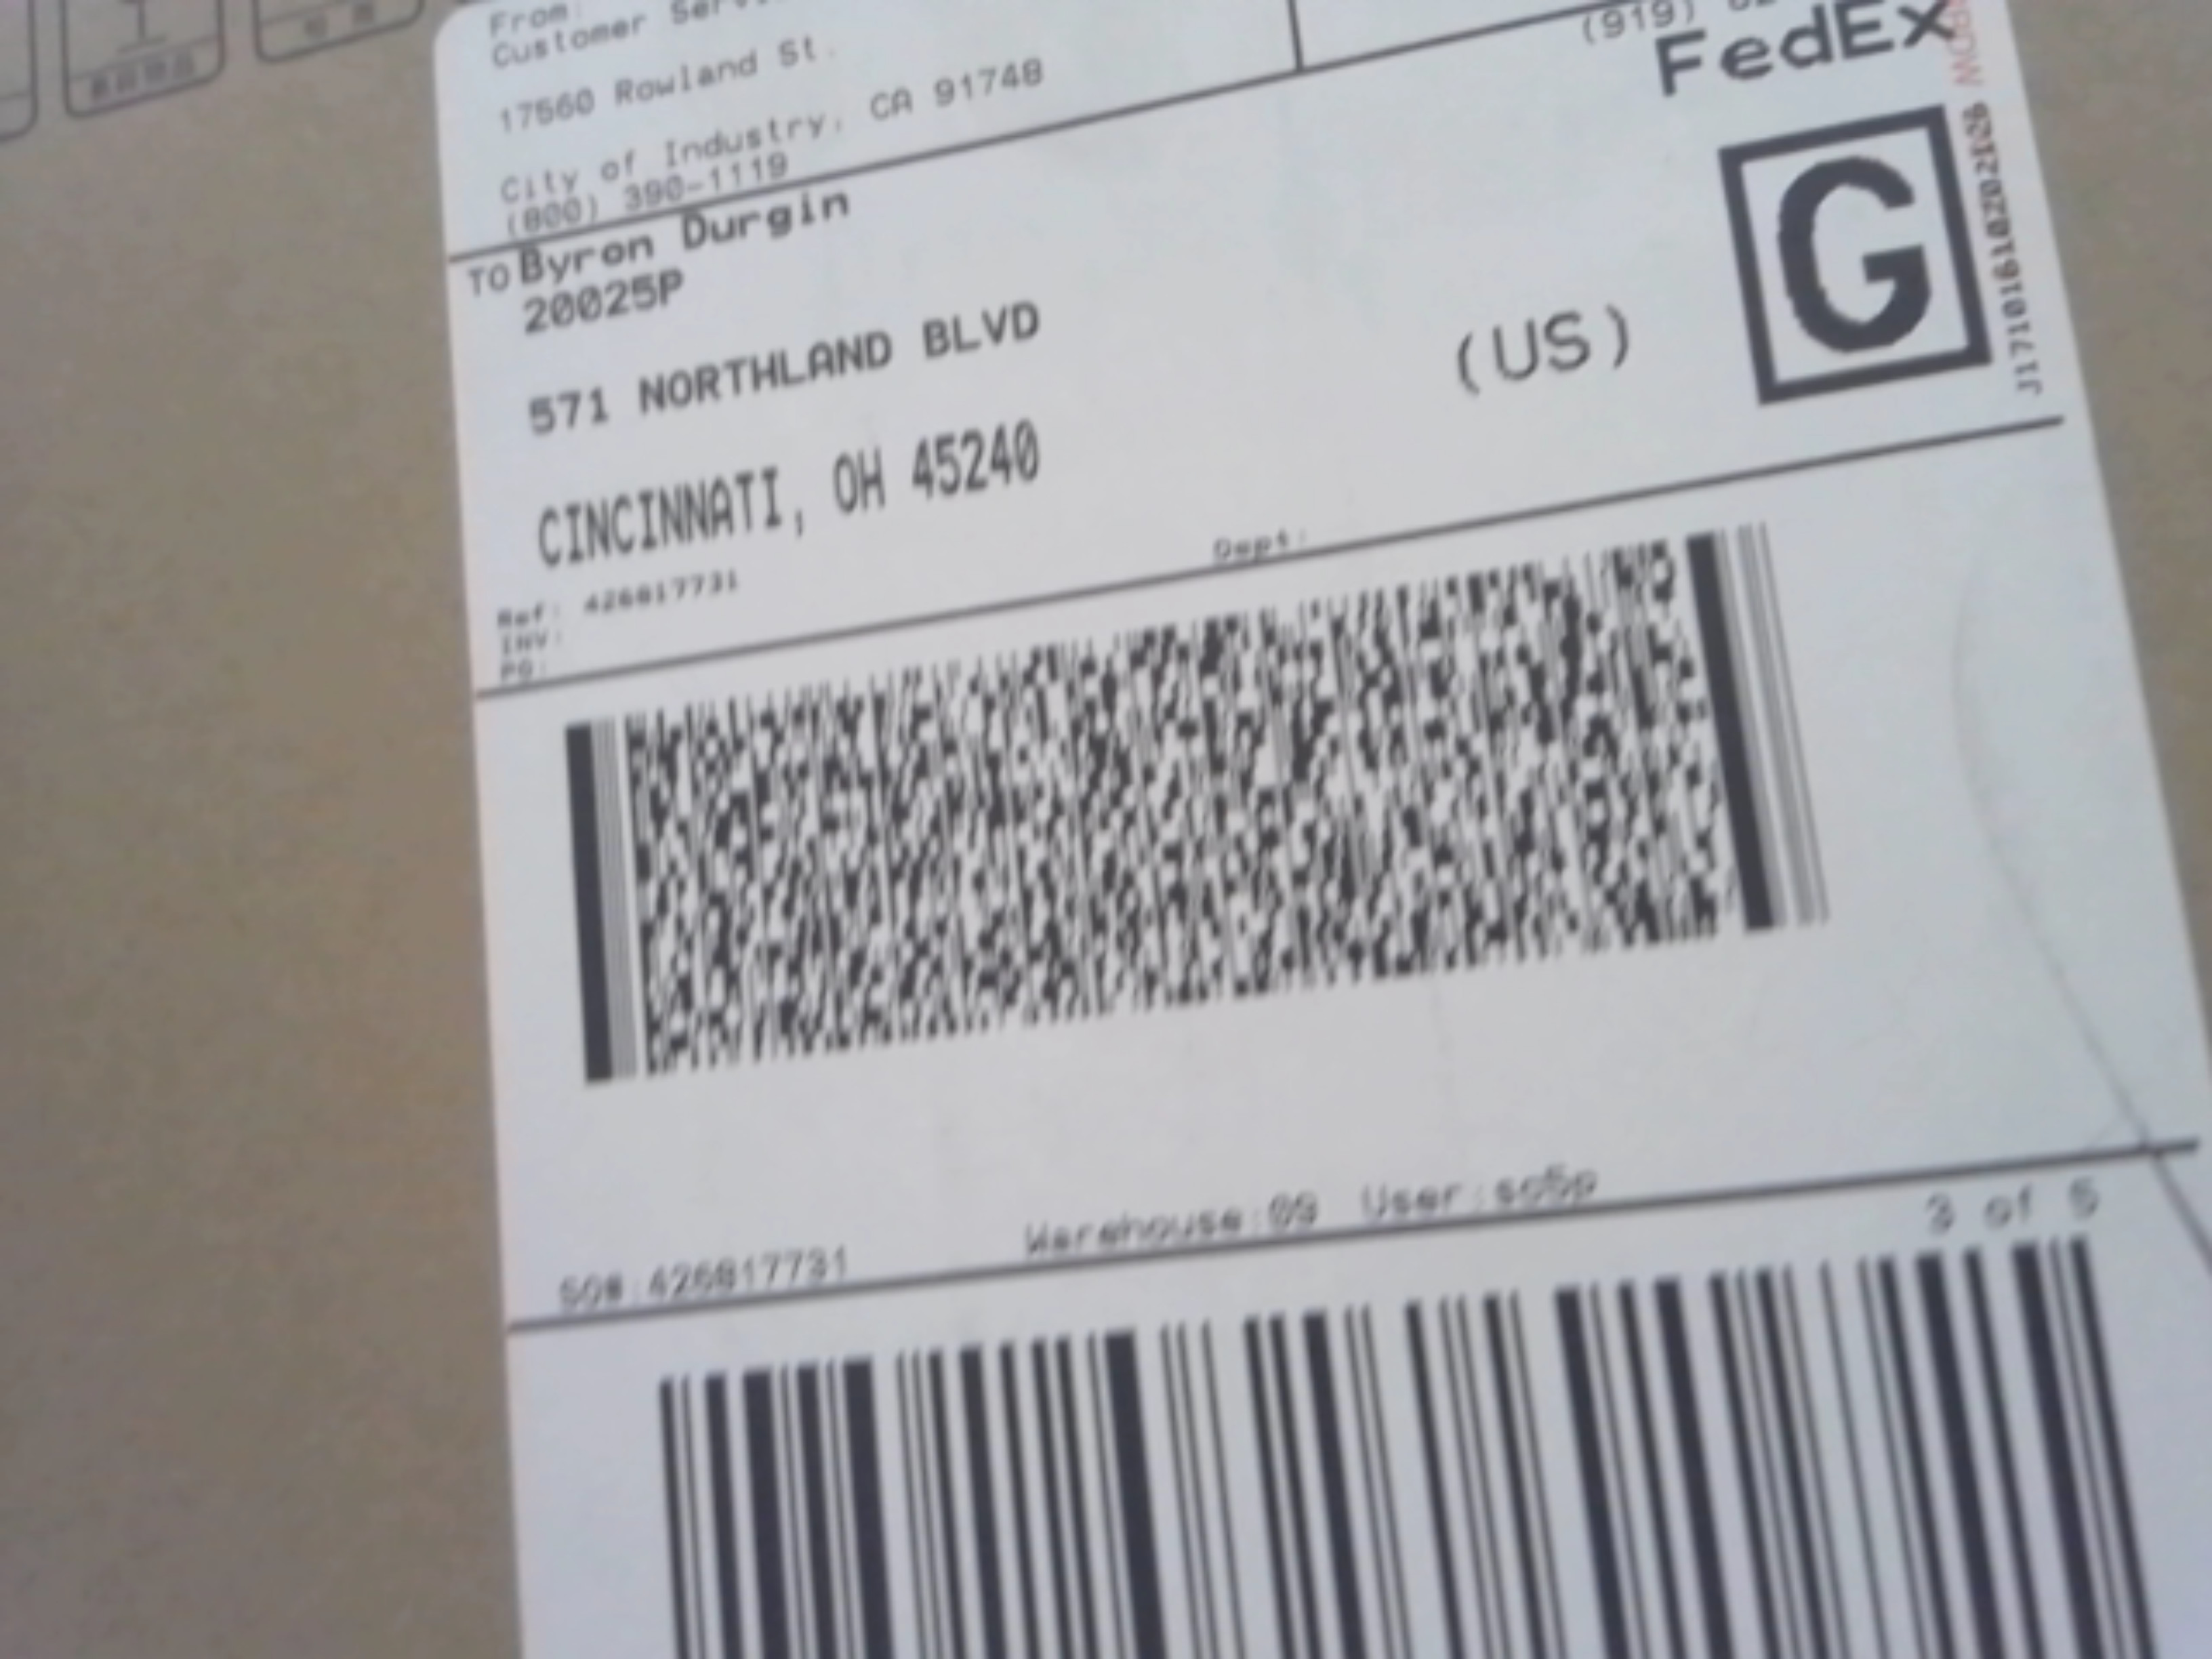 From:
Customer
17560 Rowland St.
City of Industry, CA 91748
(800) 390-1119
(919)
FedEx
G
J171016102020126
TO Byron Durgin
20025P
571 NORTHLAND BLVD
(US)
CINCINNATI, OH 45240
Dept:
Ref: 426817731
INV:
PO:
SO#:426817731 Warehouse:09 User:so5p 3 of 5